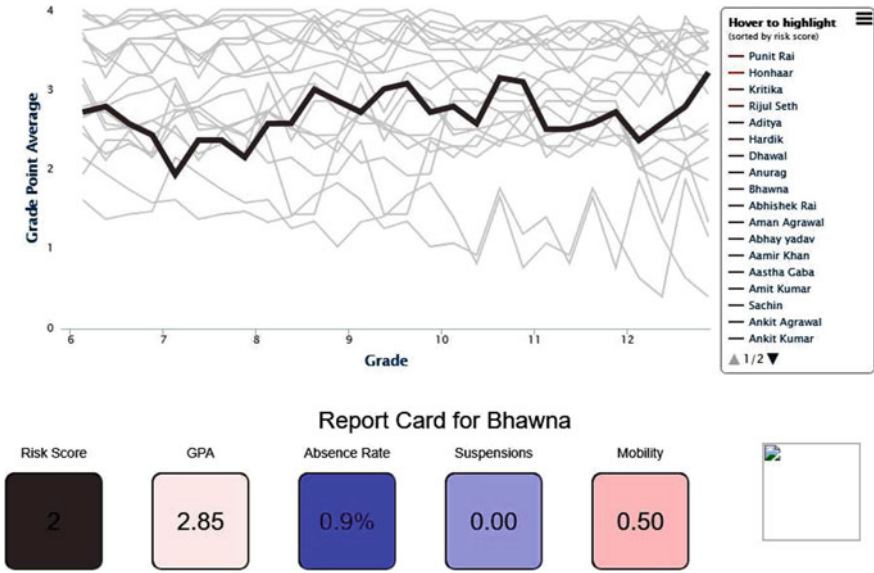 Grade Point Average
4
3
2
1
0
6 7 8 9 10 11 12
Grade
Hover to highlight
(sorted by risk score)
Punit Rai
Honhaar
Kritika
Rijul Seth
Aditya
Hardik
Dhawal
Anurag
Bhawna
Abhishek Rai
Aman Agrawal
Abhay yadav
Aamir Khan
Aastha Gaba
Amit Kumar
Sachin
Ankit Agrawal
Ankit Kumar
▲ 1/2 ▼
Report Card for Bhawna
Risk Score GPA Absence Rate Suspensions Mobility
2 2.85 0.9% 0.00 0.50